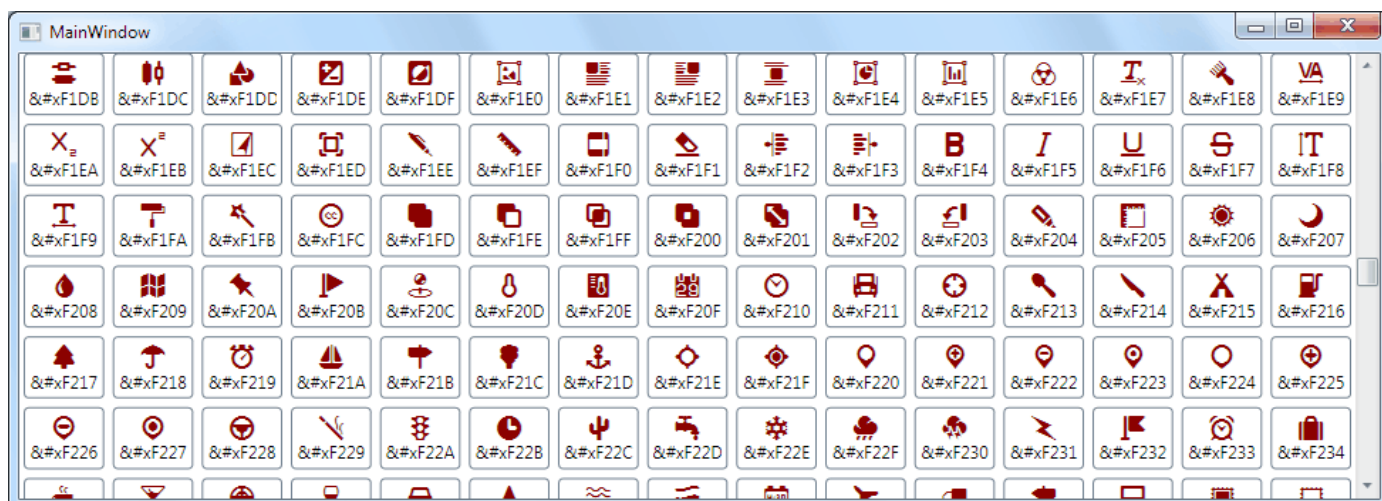 MainWindow
&#xF1DB &#xF1DC &#xF1DD &#xF1DE &#xF1DF &#xF1E0 &#xF1E1 &#xF1E2 &#xF1E3 &#xF1E4 &#xF1E5 &#xF1E6 &#xF1E7 &#xF1E8 &#xF1E9
&#xF1EA &#xF1EB &#xF1EC &#xF1ED &#xF1EE &#xF1EF &#xF1F0 &#xF1F1 &#xF1F2 &#xF1F3 &#xF1F4 &#xF1F5 &#xF1F6 &#xF1F7 &#xF1F8
&#xF1F9 &#xF1FA &#xF1FB &#xF1FC &#xF1FD &#xF1FE &#xF1FF &#xF200 &#xF201 &#xF202 &#xF203 &#xF204 &#xF205 &#xF206 &#xF207
&#xF208 &#xF209 &#xF20A &#xF20B &#xF20C &#xF20D &#xF20E &#xF20F &#xF210 &#xF211 &#xF212 &#xF213 &#xF214 &#xF215 &#xF216
&#xF217 &#xF218 &#xF219 &#xF21A &#xF21B &#xF21C &#xF21D &#xF21E &#xF21F &#xF220 &#xF221 &#xF222 &#xF223 &#xF224 &#xF225
&#xF226 &#xF227 &#xF228 &#xF229 &#xF22A &#xF22B &#xF22C &#xF22D &#xF22E &#xF22F &#xF230 &#xF231 &#xF232 &#xF233 &#xF234